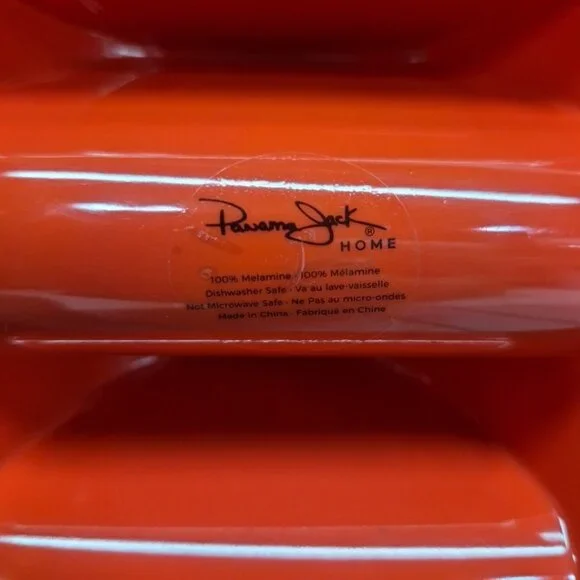 Panama Jack®
HOME
100% Melamine · 100% Mélamine
Dishwasher Safe · Va au lave-vaisselle
Not Microwave Safe · Ne Pas au micro-ondes
Made in China · Fabriqué en Chine